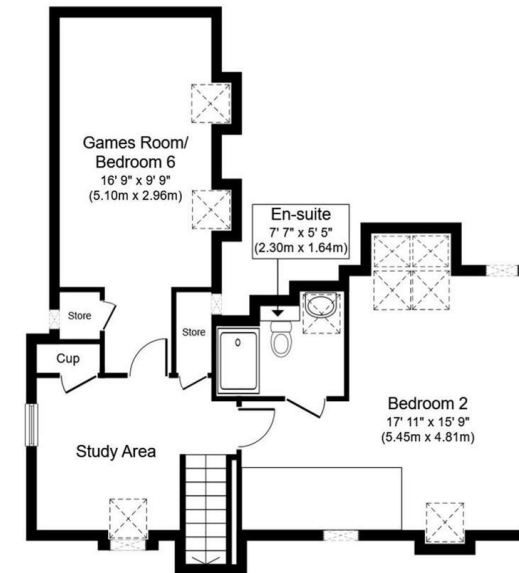 Games Room/
Bedroom 6
16' 9" x 9' 9"
(5.10m x 2.96m)
En-suite
7' 7" x 5' 5"
(2.30m x 1.64m)
Store
Store
Cup
Bedroom 2
17' 11" x 15' 9"
(5.45m x 4.81m)
Study Area